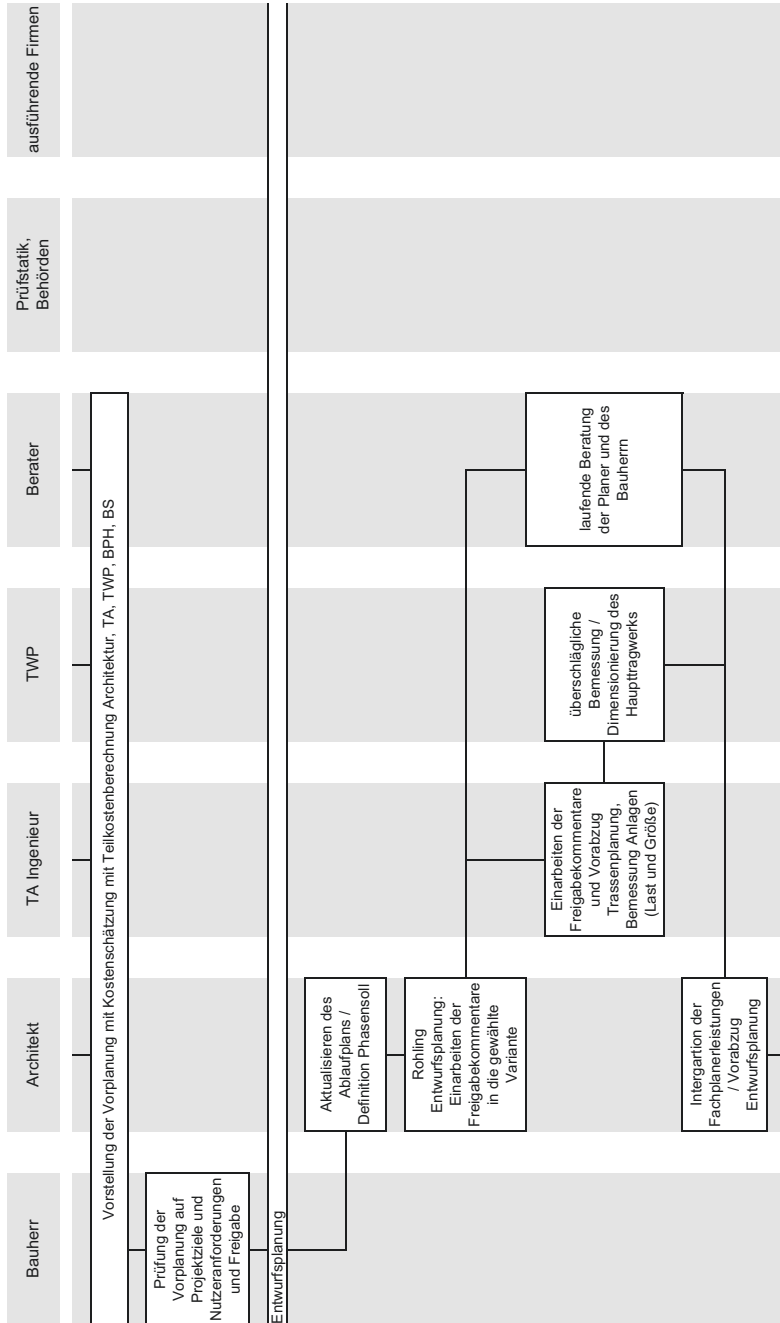 Bauherr
Architekt
TA Ingenieur
TWP
Berater
Prüfstatik,
Behörden
ausführende Firmen
Vorstellung der Vorplanung mit Kostenschätzung mit Teilkostenberechnung Architektur, TA, TWP, BPH, BS
Prüfung der
Vorplanung auf
Projektziele und
Nutzeranforderungen
und Freigabe
Entwurfsplanung
Aktualisieren des
Ablaufplans /
Definition Phasensoll
Rohling
Entwurfsplanung:
Einarbeiten der
Freigabekommentare
in die gewählte
Variante
Einarbeiten der
Freigabekommentare
und Vorabzug
Trassenplanung,
Bemessung Anlagen
(Last und Größe)
überschlägliche
Bemessung /
Dimensionierung des
Haupttragwerks
laufende Beratung
der Planer und des
Bauherrn
Intergartion der
Fachplanerleistungen
/ Vorabzug
Entwurfsplanung